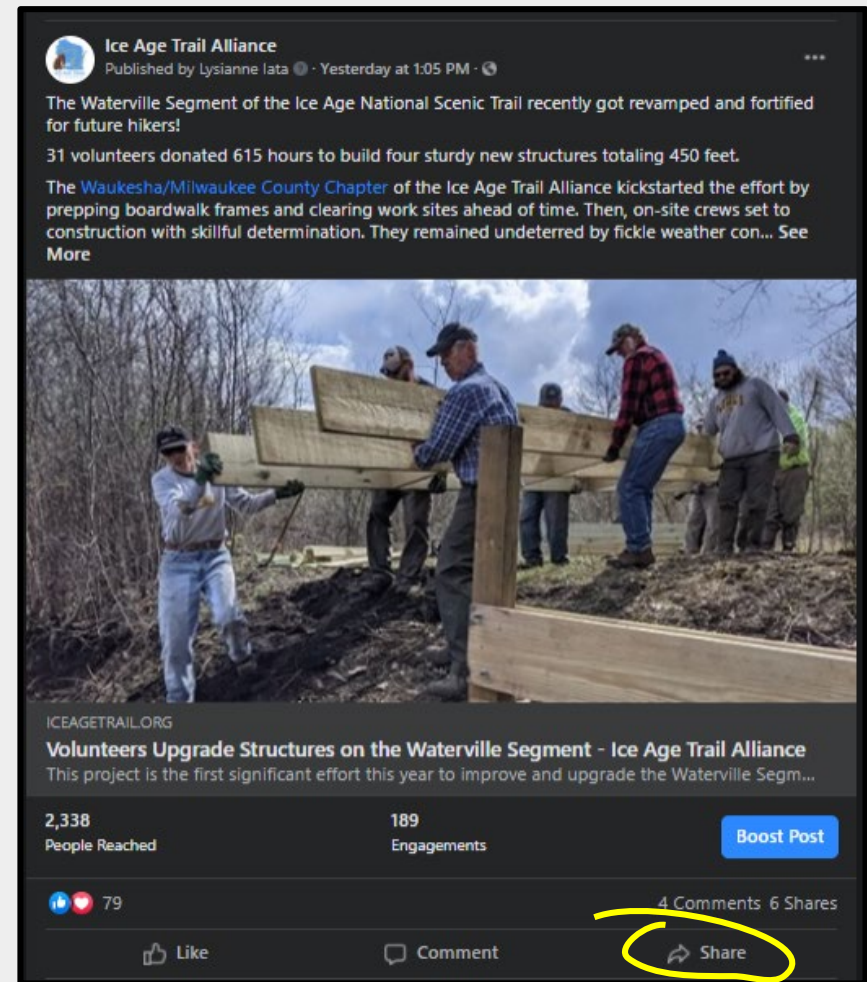 Ice Age Trail Alliance
Published by Lysianne Iata · Yesterday at 1:05 PM ·
The Waterville Segment of the Ice Age National Scenic Trail recently got revamped and fortified
for future hikers!
31 volunteers donated 615 hours to build four sturdy new structures totaling 450 feet.
The Waukesha/Milwaukee County Chapter of the Ice Age Trail Alliance kickstarted the effort by
prepping boardwalk frames and clearing work sites ahead of time. Then, on-site crews set to
construction with skillful determination. They remained undeterred by fickle weather con... See
More
ICEAGETRAIL.ORG
Volunteers Upgrade Structures on the Waterville Segment - Ice Age Trail Alliance
This project is the first significant effort this year to improve and upgrade the Waterville Segm...
2,338
People Reached
189
Engagements
Boost Post
79
4 Comments 6 Shares
Like
Comment
Share